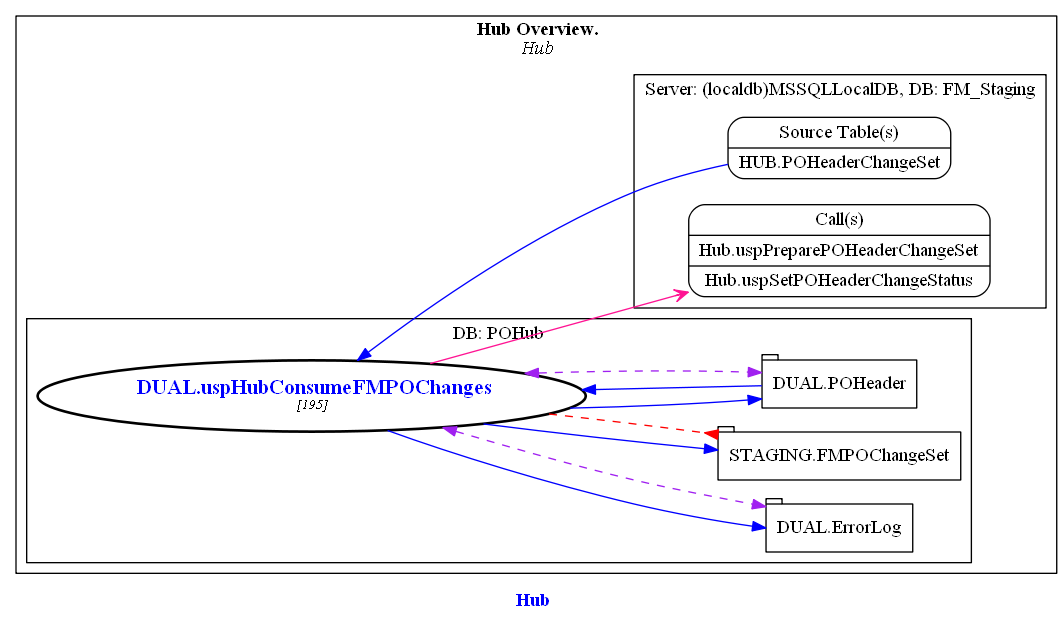 Hub Overview.
Hub
Server: (localdb)MSSQLLocalDB, DB: FM_Staging
Source Table(s)
HUB.POHeaderChangeSet
Call(s)
Hub.uspPreparePOHeaderChangeSet
Hub.uspSetPOHeaderChangeStatus
DB: POHub
DUAL.uspHubConsumeFMPOChanges
[195]
DUAL.POHeader
STAGING.FMPOChangeSet
DUAL.ErrorLog
Hub